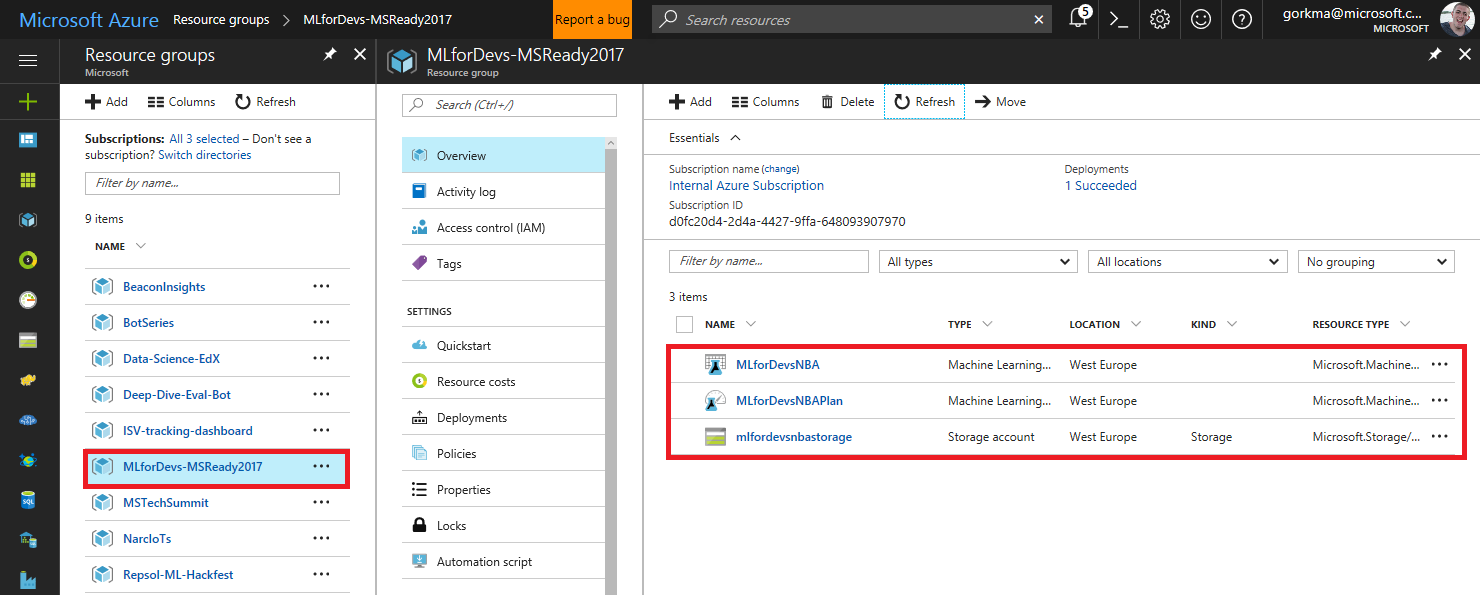 Microsoft Azure Resource groups > MLforDevs-MSReady2017 Report a bug Search resources 5 gorkma@microsoft.c...
MICROSOFT
Resource groups
Microsoft
Add Columns Refresh
Subscriptions: All 3 selected – Don't see a
subscription? Switch directories
Filter by name...
9 items
NAME
BeaconInsights
BotSeries
Data-Science-EdX
Deep-Dive-Eval-Bot
ISV-tracking-dashboard
MLforDevs-MSReady2017
MSTechSummit
NarcIoTs
Repsol-ML-Hackfest
MLforDevs-MSReady2017
Resource group
Search (Ctrl+/)
Overview
Activity log
Access control (IAM)
Tags
SETTINGS
Quickstart
Resource costs
Deployments
Policies
Properties
Locks
Automation script
Add Columns Delete Refresh Move
Essentials
Subscription name (change) Deployments
Internal Azure Subscription 1 Succeeded
Subscription ID
d0fc20d4-2d4a-4427-9ffa-648093907970
Filter by name... All types All locations No grouping
3 items
NAME TYPE LOCATION KIND RESOURCE TYPE
MLforDevsNBA Machine Learning... West Europe Microsoft.Machine...
MLforDevsNBAPlan Machine Learning... West Europe Microsoft.Machine...
mlfordevsnbastorage Storage account West Europe Storage Microsoft.Storage/...